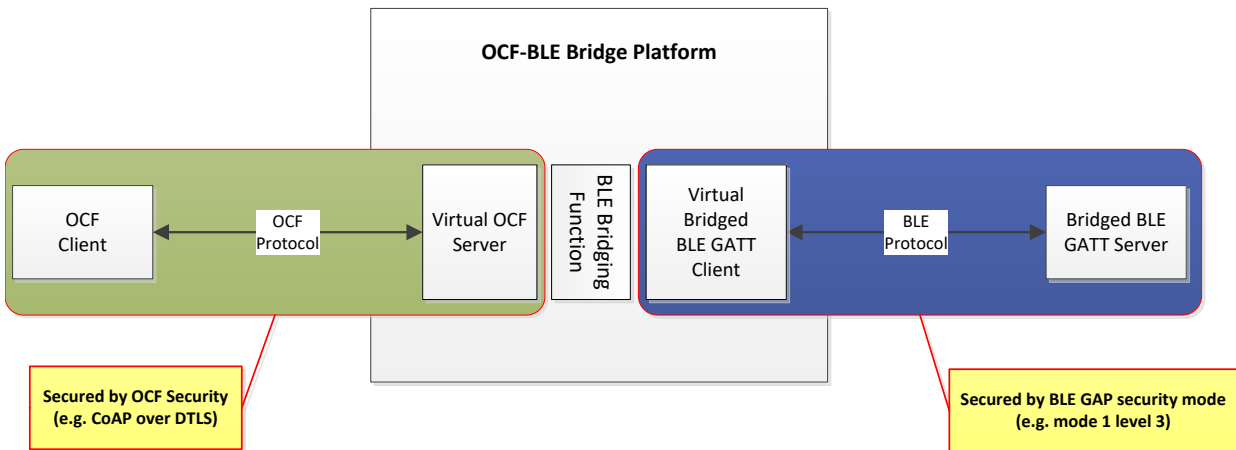 OCF-BLE Bridge Platform
OCF
Client
OCF
Protocol
Virtual OCF
Server
BLE Bridging
Function
Virtual
Bridged
BLE GATT
Client
BLE
Protocol
Bridged BLE
GATT Server
Secured by OCF Security
(e.g. CoAP over DTLS)
Secured by BLE GAP security mode
(e.g. mode 1 level 3)